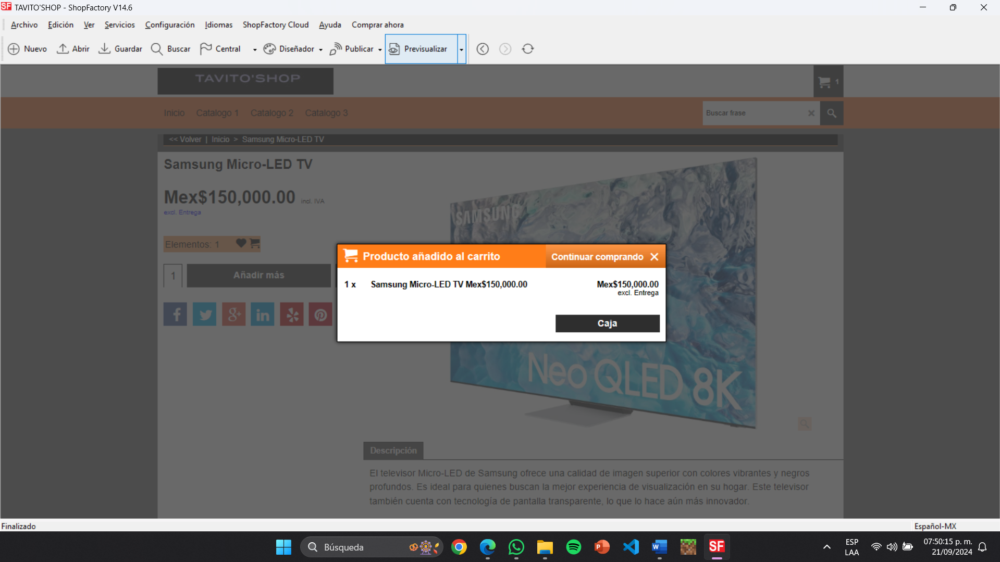 SF TAVITO'SHOP - ShopFactory V14.6
Archivo Edición Ver Servicios Configuración Idiomas ShopFactory Cloud Ayuda Comprar ahora
Nuevo Abrir Guardar Buscar Central Diseñador Publicar Previsualizar
TAVITO'SHOP
1
Inicio Catalogo 1 Catalogo 2 Catalogo 3
Buscar frase
<< Volver | Inicio > Samsung Micro-LED TV
Samsung Micro-LED TV
Mex$150,000.00 incl. IVA
excl. Entrega
SAMSUNG
Elementos: 1
1 Añadir más
Producto añadido al carrito
Continuar comprando
1 x Samsung Micro-LED TV Mex$150,000.00 Mex$150,000.00
excl. Entrega
Caja
Neo QLED 8K
Descripción
El televisor Micro-LED de Samsung ofrece una calidad de imagen superior con colores vibrantes y negros
profundos. Es ideal para quienes buscan la mejor experiencia de visualización en su hogar. Este televisor
también cuenta con tecnología de pantalla transparente, lo que lo hace aún más innovador.
Finalizado
Español-MX
Búsqueda
SF
ESP
LAA
07:50:15 p. m.
21/09/2024